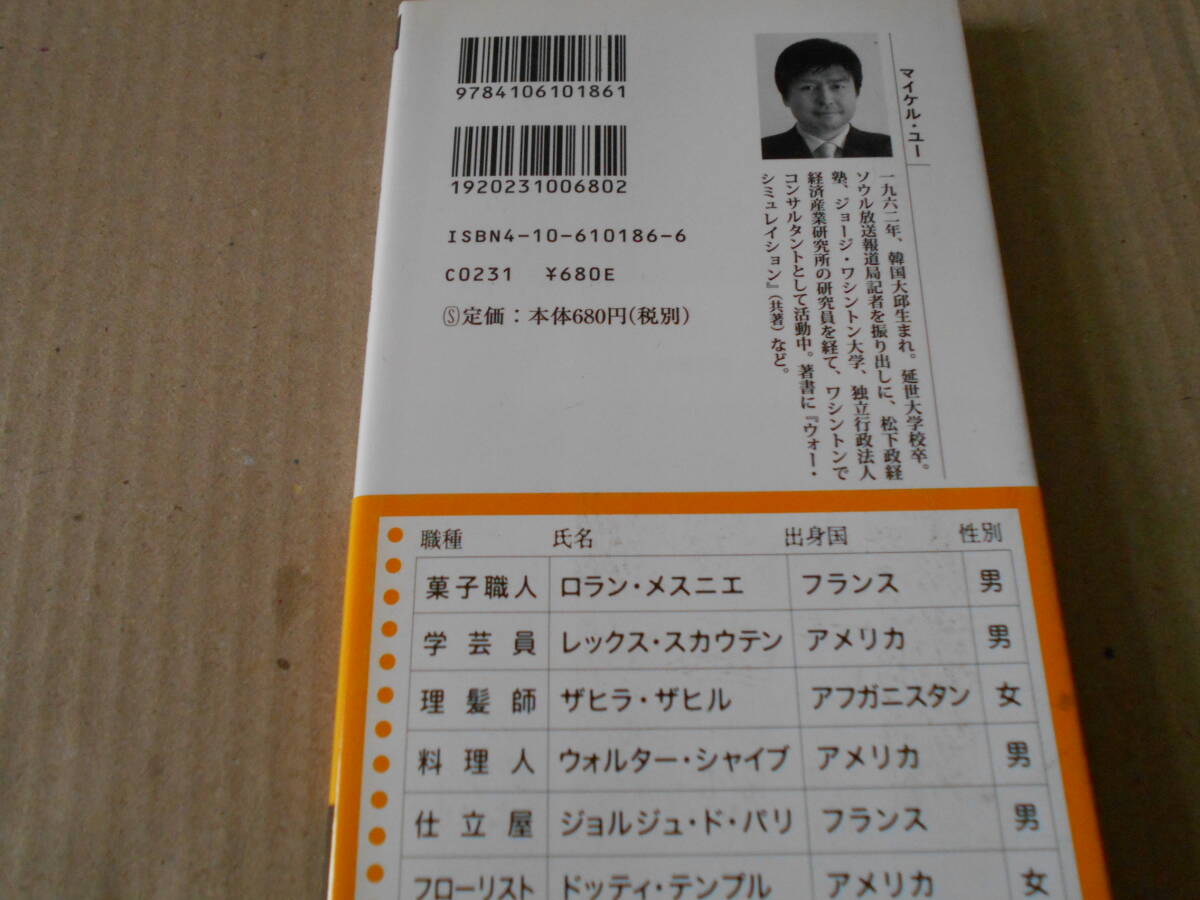 9784106101861
1920231006802
ISBN4-10-610186-6
C0231 ¥680E
Ⓢ定価：本体680円(税別)
マイケル・ユー
一九六二年、韓国大邱生まれ。延世大学校卒。
ソウル放送報道局記者を振り出しに、松下政経
塾、ジョージ・ワシントン大学、独立行政法人
経済産業研究所の研究員を経て、ワシントンで
コンサルタントとして活動中。著書に『ウォー・
シミュレイション』（共著）など。
職種 氏名 出身国 性別
菓子職人 ロラン・メスニエ フランス 男
学芸員 レックス・スカウテン アメリカ 男
理髪師 ザヒラ・ザヒル アフガニスタン 女
料理人 ウォルター・シャイブ アメリカ 男
仕立屋 ジョルジュ・ド・パリ フランス 男
フローリスト ドッティ・テンプル アメリカ 女